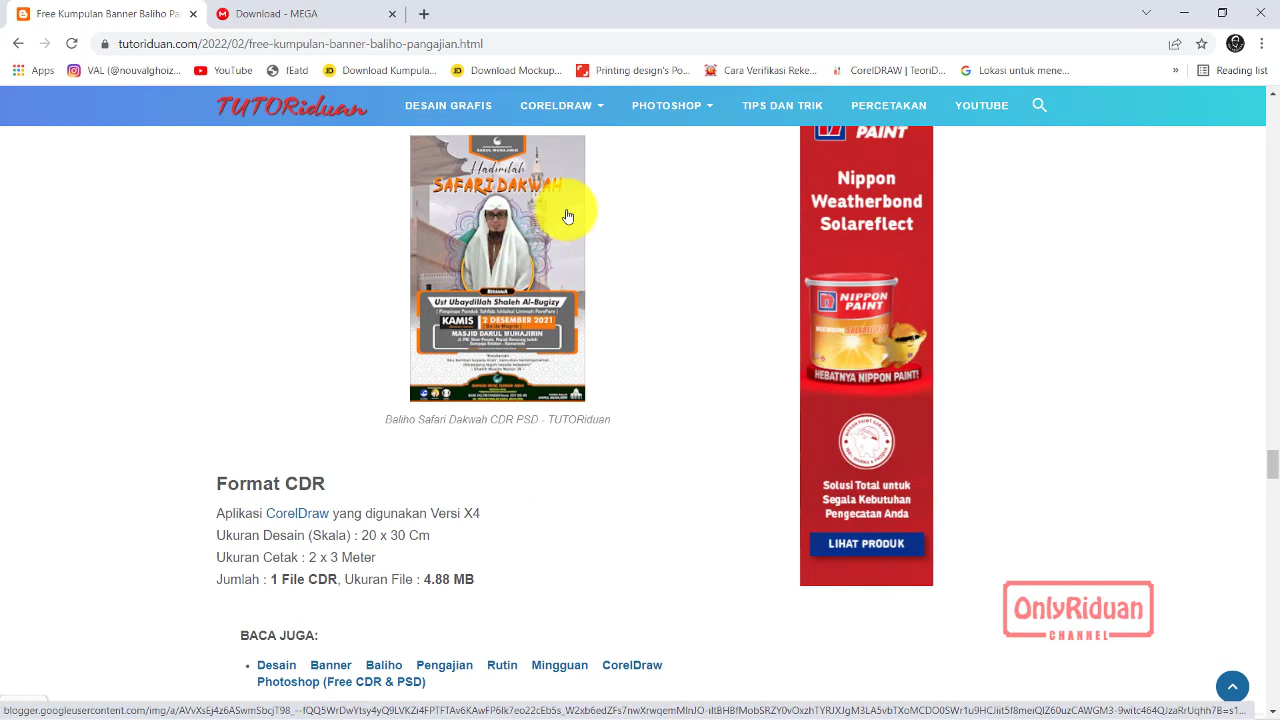 Free Kumpulan Banner Pa
MEGA
tutoriduan.com/2022/02/free-kumpulan-banner-baliho-pengajian.html
Apps
VAL (@nouvalghoiz...
YouTube
fEatd
Download Kumpula...
Download Mockup...
Printing design's Po...
Cara Verifikasi Reke...
CorelDRAW | TeoriD...
Lokasi untuk mene...
»
Reading list
TUTORiduan
DESAIN GRAFIS
CORELDRAW
PHOTOSHOP
TIPS DAN TRIK
PERCETAKAN
YOUTUBE
DARUL MUHAJIRIN
Hadirilah
SAFARI DAKWAH
BERSAMA
Ust Ubaydillah Shaleh Al-Bugizy
KAMIS
2 DESEMBER 2021
MASJID DARUL MUHAJIRIN
Baliho Safari Dakwah CDR PSD - TUTORiduan
Format CDR
Aplikasi CorelDraw yang digunakan Versi X4
Ukuran Desain (Skala) : 20 x 30 Cm
Ukuran Cetak : 2 x 3 Meter
Jumlah : 1 File CDR, Ukuran File : 4.88 MB
BACA JUGA:
Desain Banner Baliho Pengajian Rutin Mingguan CorelDraw
Photoshop (Free CDR & PSD)
PAINT
Nippon
Weatherbond
Solareflect
NIPPON
PAINT
HEBATNYA NIPPON PAINT!
Solusi Total untuk
Segala Kebutuhan
Pengecatan Anda
LIHAT PRODUK
OnlyRiduan
CHANNEL